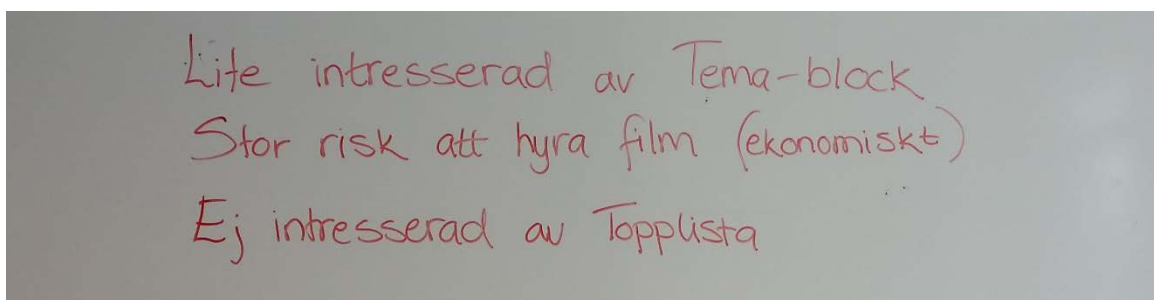 Lite intresserad av Tema-block
Stor risk att hyra film (ekonomiskt)
Ej intresserad av Topplista